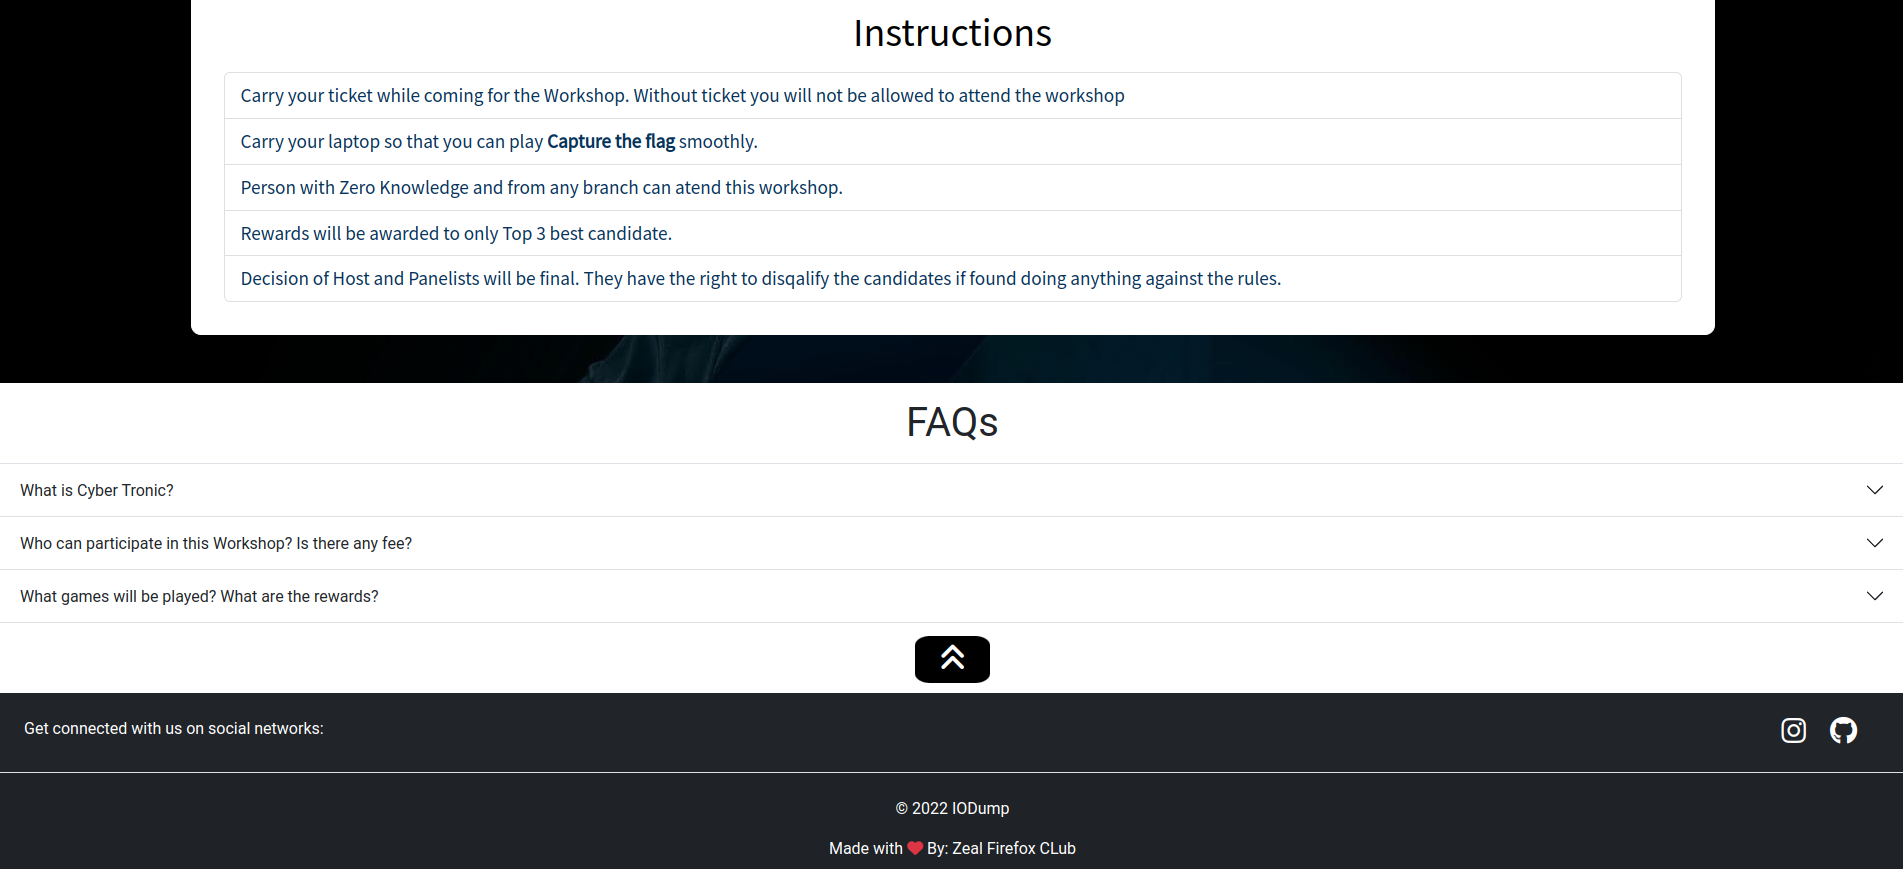 Instructions
Carry your ticket while coming for the Workshop. Without ticket you will not be allowed to attend the workshop
Carry your laptop so that you can play Capture the flag smoothly.
Person with Zero Knowledge and from any branch can atend this workshop.
Rewards will be awarded to only Top 3 best candidate.
Decision of Host and Panelists will be final. They have the right to disqalify the candidates if found doing anything against the rules.
FAQs
What is Cyber Tronic?
Who can participate in this Workshop? Is there any fee?
What games will be played? What are the rewards?
Get connected with us on social networks:
© 2022 IODump
Made with ❤ By: Zeal Firefox CLub